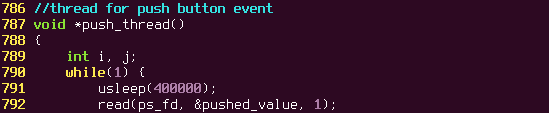 786 //thread for push button event
787 void *push_thread()
788 {
789     int i, j;
790     while(1) {
791         usleep(400000);
792         read(ps_fd, &pushed_value, 1);